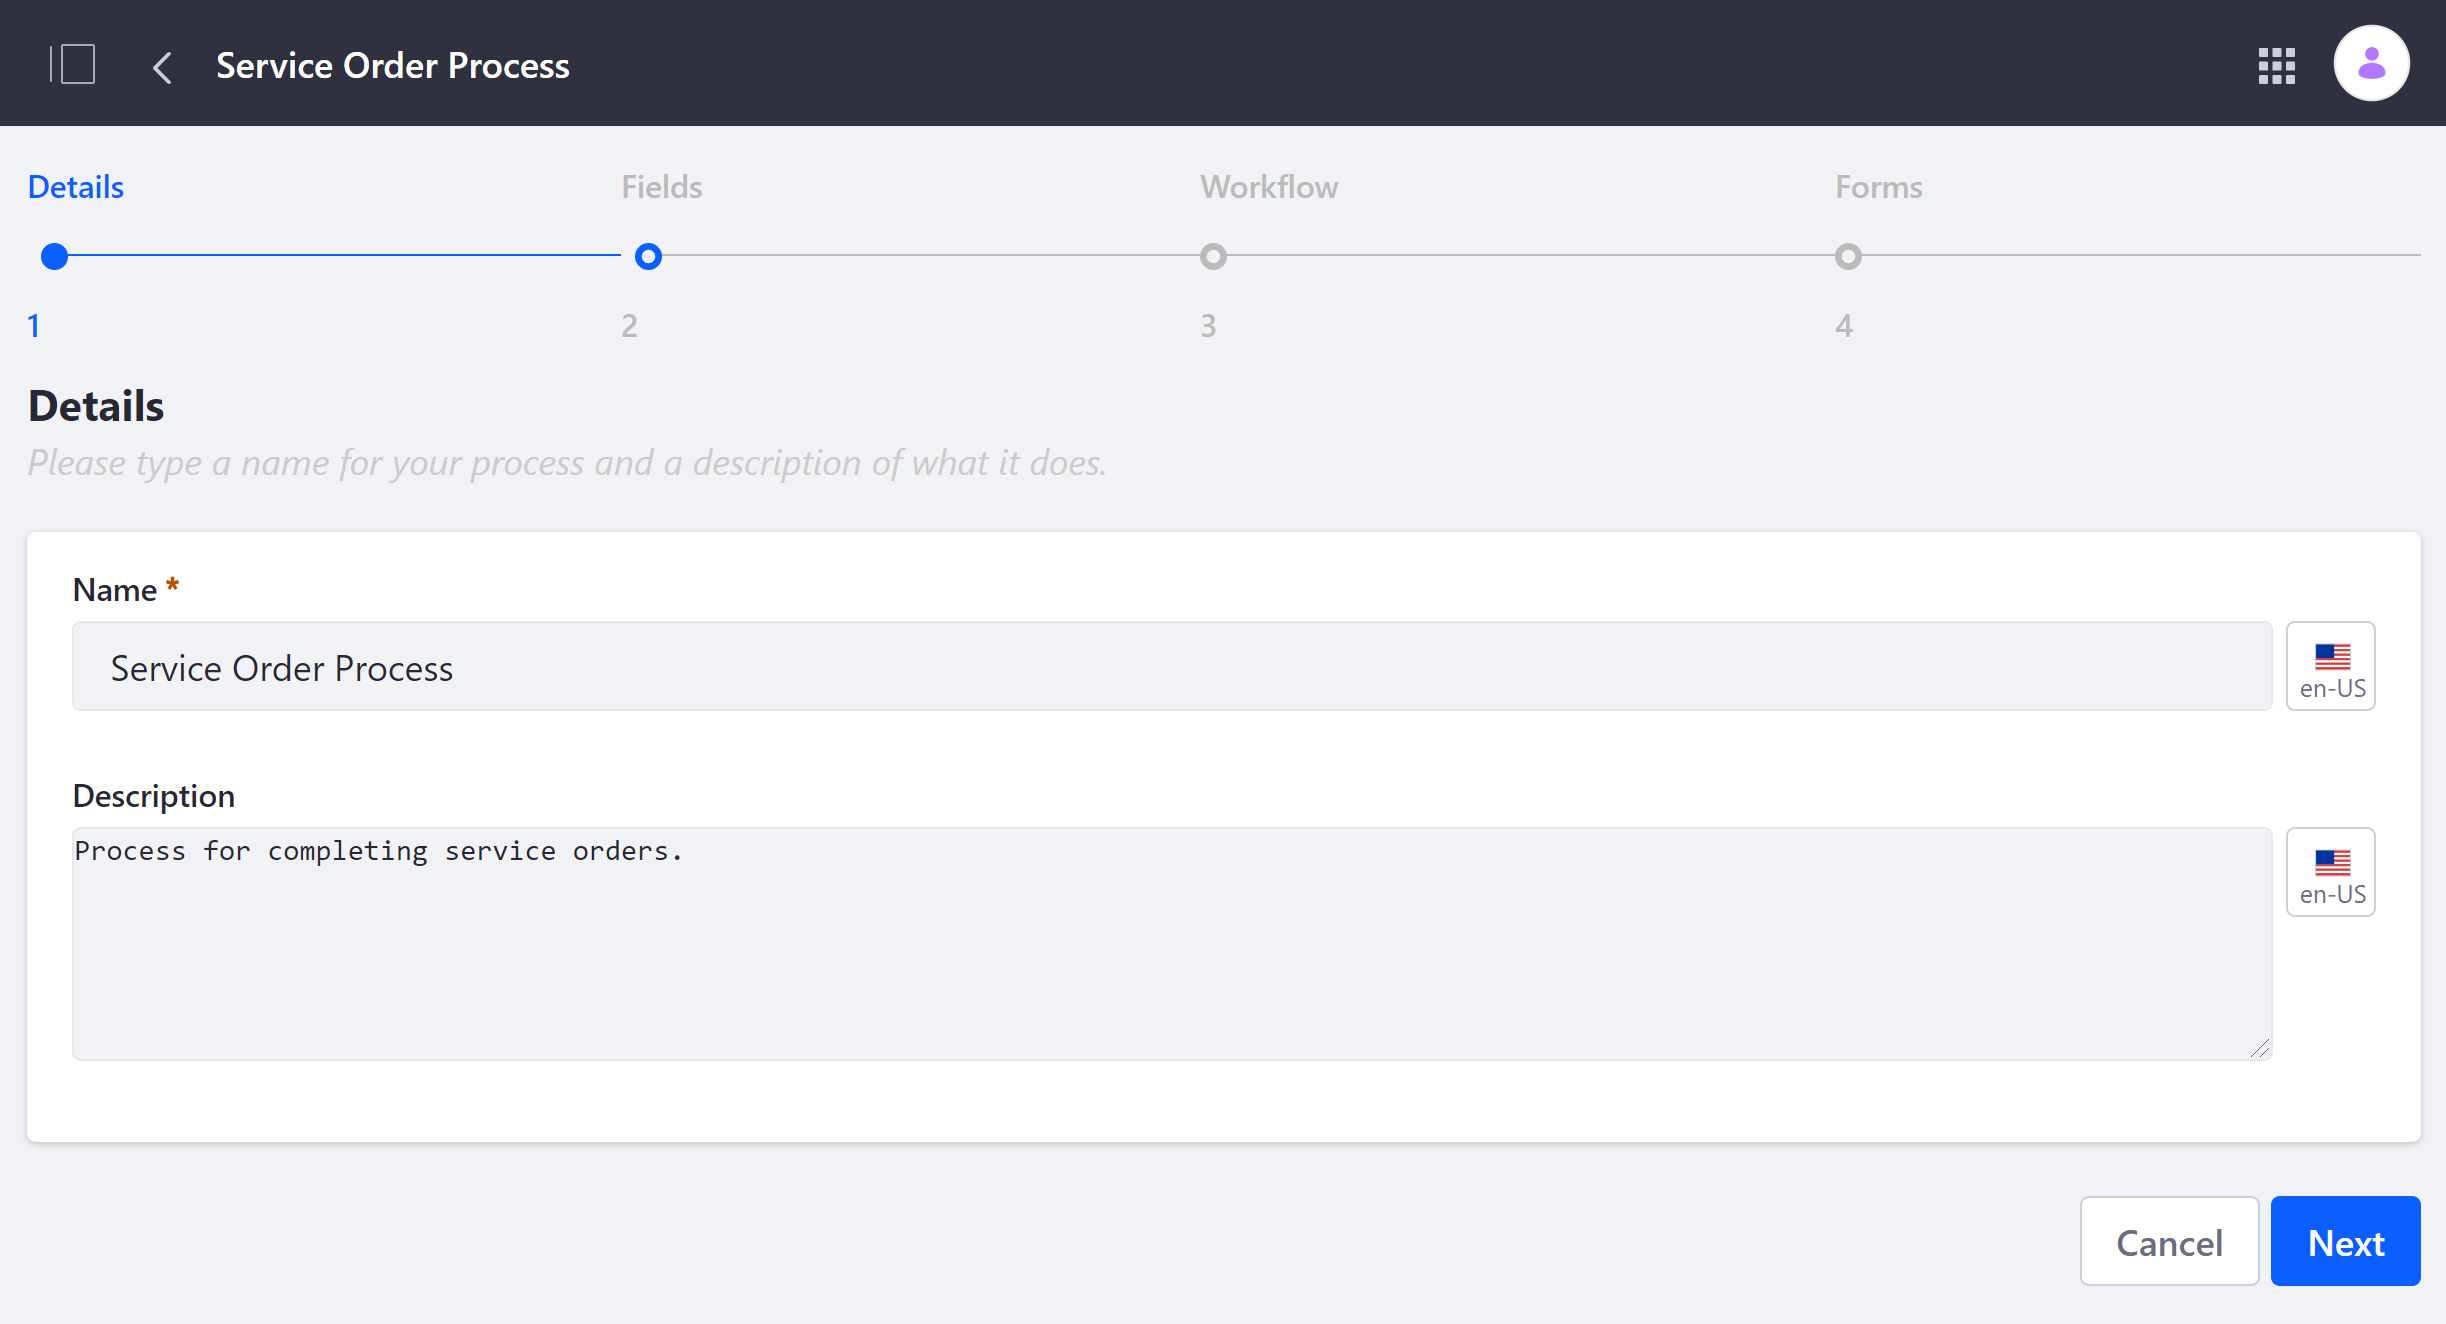 Service Order Process
Details Fields Workflow Forms
1 2 3 4
Details
Please type a name for your process and a description of what it does.
Name *
Service Order Process
en-US
Description
Process for completing service orders.
en-US
Cancel Next